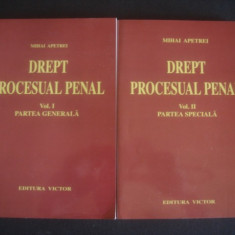 MIHAI APETREI
DREPT
PROCESUAL PENAL
Vol. I
PARTEA GENERALĂ
EDITURA VICTOR
MIHAI APETREI
DREPT
PROCESUAL PENAL
Vol. II
PARTEA SPECIALĂ
EDITURA VICTOR